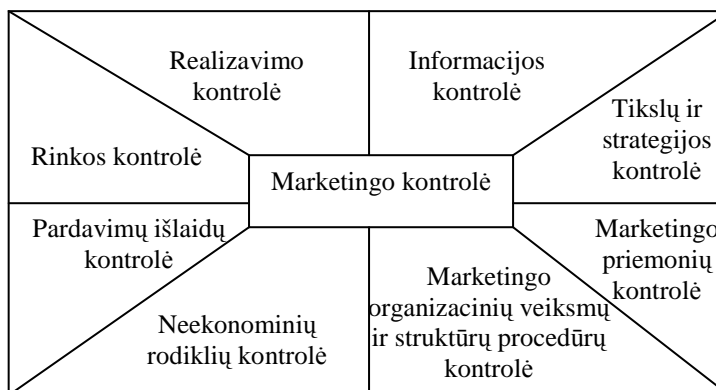 Realizavimo
kontrolė
Informacijos
kontrolė
Tikslų ir
strategijos
kontrolė
Rinkos kontrolė
Marketingo kontrolė
Pardavimų išlaidų
kontrolė
Marketingo
priemonių
kontrolė
Neekonominių
rodiklių kontrolė
Marketingo
organizacinių veiksmų
ir struktūrų procedūrų
kontrolė